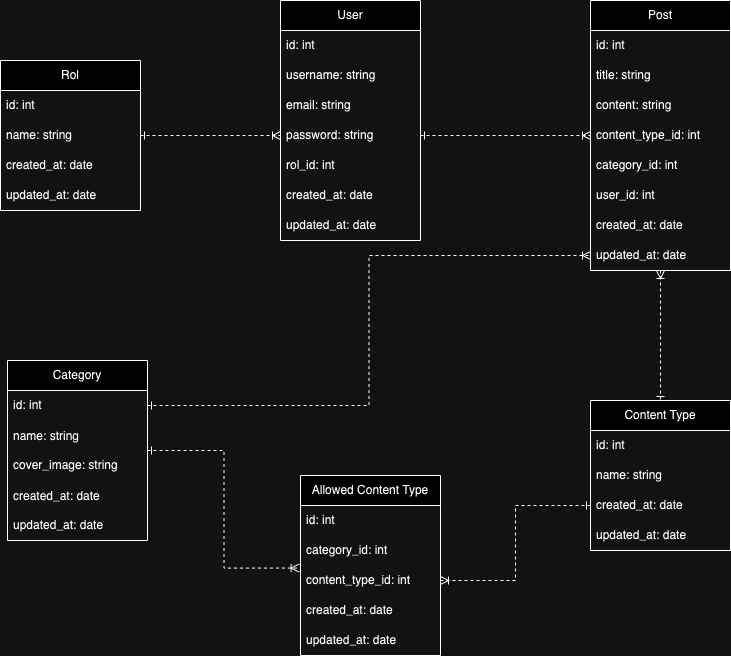 Rol
id: int
name: string
created_at: date
updated_at: date
User
id: int
username: string
email: string
password: string
rol_id: int
created_at: date
updated_at: date
Post
id: int
title: string
content: string
content_type_id: int
category_id: int
user_id: int
created_at: date
updated_at: date
Category
id: int
name: string
cover_image: string
created_at: date
updated_at: date
Allowed Content Type
id: int
category_id: int
content_type_id: int
created_at: date
updated_at: date
Content Type
id: int
name: string
created_at: date
updated_at: date